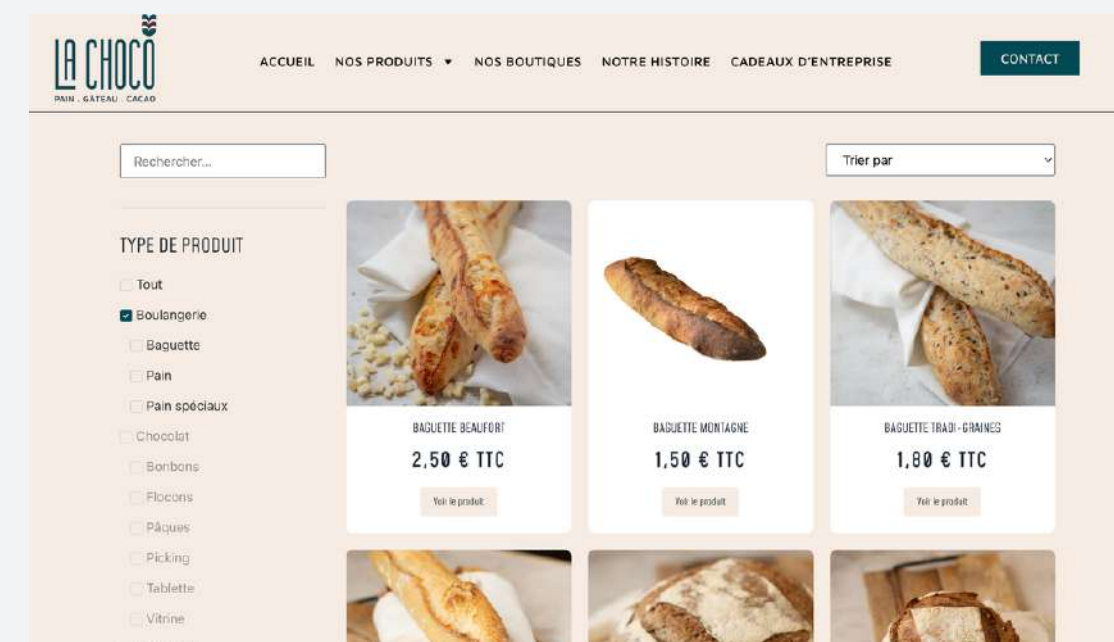 LA CHOCO
PAIN . GÂTEAU . CACAO
ACCUEIL NOS PRODUITS NOS BOUTIQUES NOTRE HISTOIRE CADEAUX D'ENTREPRISE
CONTACT
Rechercher...
Trier par
TYPE DE PRODUIT
Tout
Boulangerie
Baguette
Pain
Pain spéciaux
Chocolat
Bonbons
Flocons
Pâques
Picking
Tablette
Vitrine
BAGUETTE BEAUFORT
2,50 € TTC
Voir le produit
BAGUETTE MONTAGNE
1,50 € TTC
Voir le produit
BAGUETTE TRADI-GRAINES
1,80 € TTC
Voir le produit